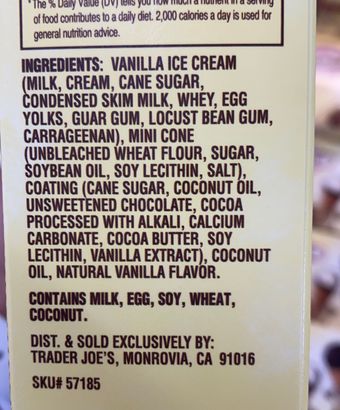 *The % Daily Value (DV) tells you how much a nutrient in a serving
of food contributes to a daily diet. 2,000 calories a day is used for
general nutrition advice.
INGREDIENTS: VANILLA ICE CREAM
(MILK, CREAM, CANE SUGAR,
CONDENSED SKIM MILK, WHEY, EGG
YOLKS, GUAR GUM, LOCUST BEAN GUM,
CARRAGEENAN), MINI CONE
(UNBLEACHED WHEAT FLOUR, SUGAR,
SOYBEAN OIL, SOY LECITHIN, SALT),
COATING (CANE SUGAR, COCONUT OIL,
UNSWEETENED CHOCOLATE, COCOA
PROCESSED WITH ALKALI, CALCIUM
CARBONATE, COCOA BUTTER, SOY
LECITHIN, VANILLA EXTRACT), COCONUT
OIL, NATURAL VANILLA FLAVOR.
CONTAINS MILK, EGG, SOY, WHEAT,
COCONUT.
DIST. & SOLD EXCLUSIVELY BY:
TRADER JOE'S, MONROVIA, CA 91016
SKU# 57185